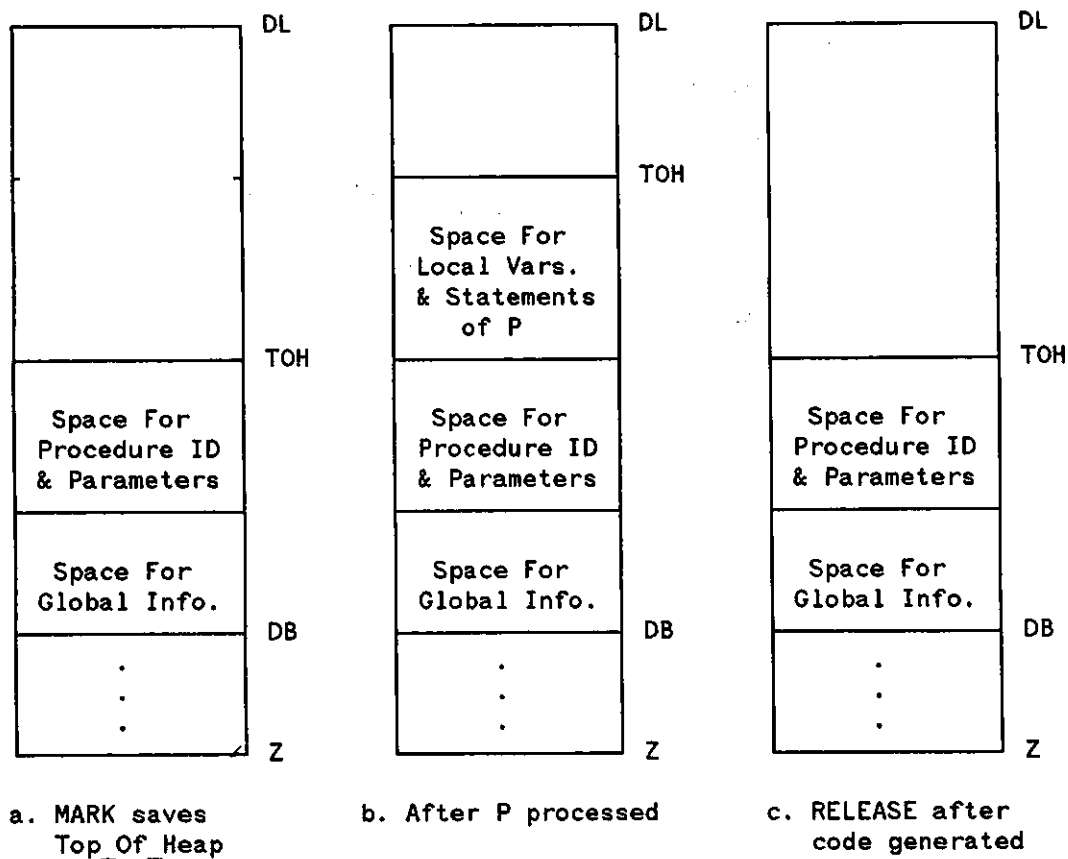 DL
TOH
Space For
Procedure ID
& Parameters
Space For
Global Info.
DB
.
.
.
Z
a. MARK saves
Top_Of_Heap
DL
TOH
Space For
Local Vars.
& Statements
of P
Space For
Procedure ID
& Parameters
Space For
Global Info.
DB
.
.
.
Z
b. After P processed
DL
TOH
Space For
Procedure ID
& Parameters
Space For
Global Info.
DB
.
.
.
Z
c. RELEASE after
code generated